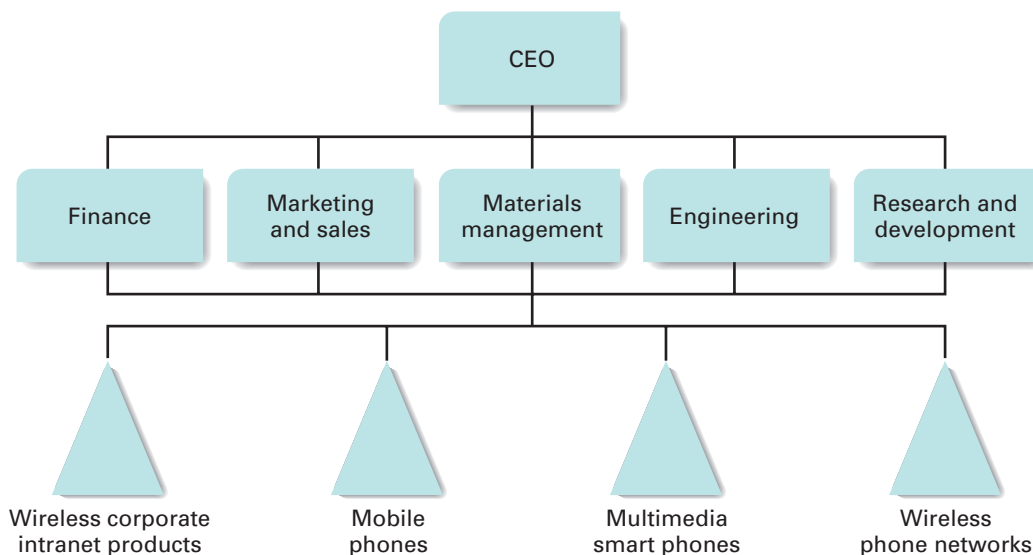 CEO
Finance
Marketing
and sales
Materials
management
Engineering
Research and
development
Wireless corporate
intranet products
Mobile
phones
Multimedia
smart phones
Wireless
phone networks